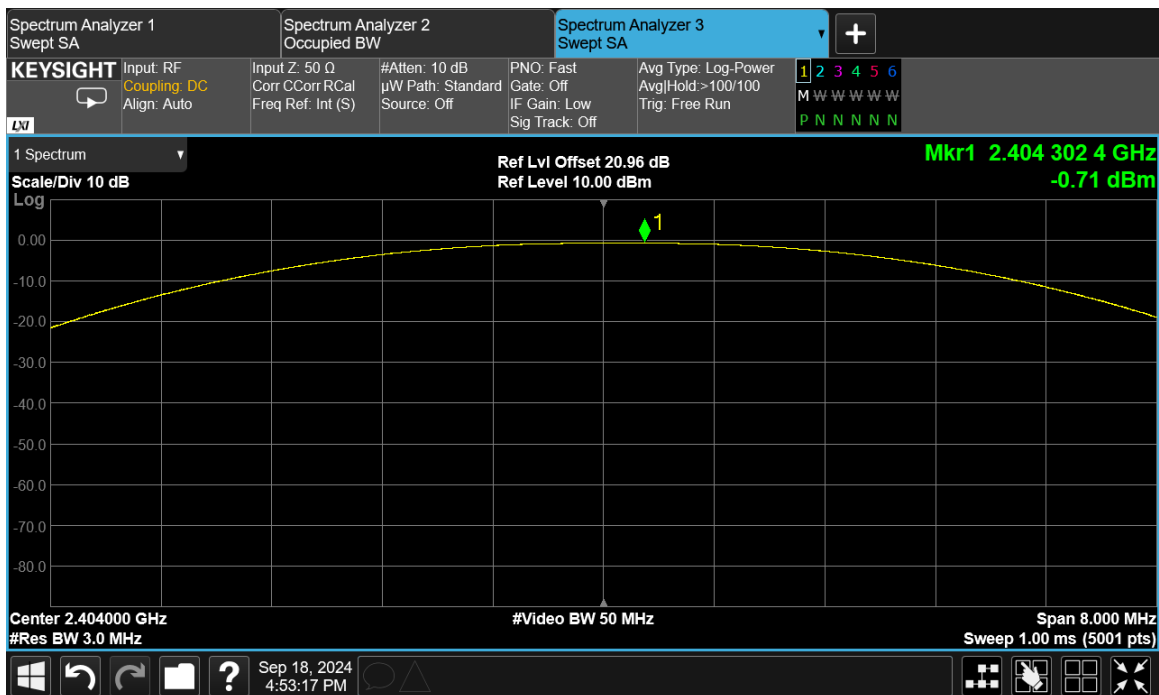 Spectrum Analyzer 1
Swept SA
Spectrum Analyzer 2
Occupied BW
Spectrum Analyzer 3
Swept SA
KEYSIGHT
LXI
Input: RF
Coupling: DC
Align: Auto
Input Z: 50 Ω
Corr CCorr RCal
Freq Ref: Int (S)
#Atten: 10 dB
µW Path: Standard
Source: Off
PNO: Fast
Gate: Off
IF Gain: Low
Sig Track: Off
Avg Type: Log-Power
Avg|Hold:>100/100
Trig: Free Run
1 2 3 4 5 6
M W W W W W
P N N N N N
1 Spectrum
Scale/Div 10 dB
Log
Ref Lvl Offset 20.96 dB
Ref Level 10.00 dBm
Mkr1 2.404 302 4 GHz
-0.71 dBm
1
0.00
-10.0
-20.0
-30.0
-40.0
-50.0
-60.0
-70.0
-80.0
Center 2.404000 GHz
#Res BW 3.0 MHz
#Video BW 50 MHz
Span 8.000 MHz
Sweep 1.00 ms (5001 pts)
?
Sep 18, 2024
4:53:17 PM